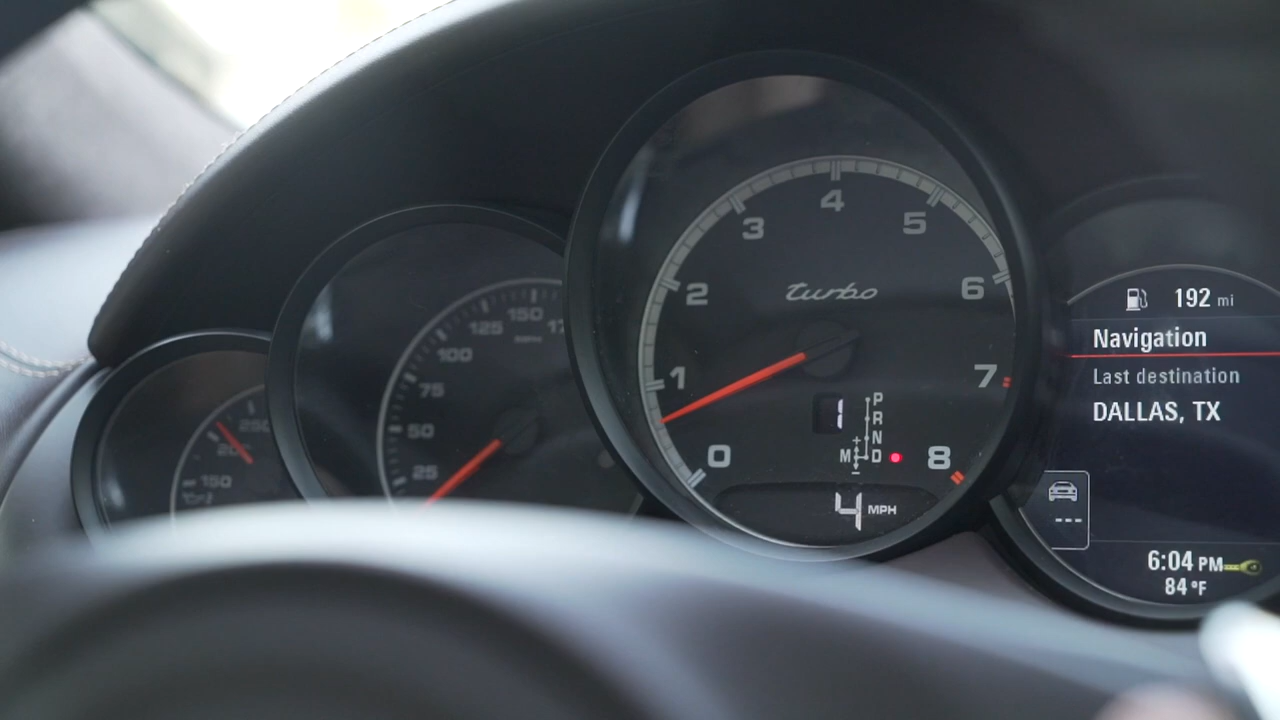 250
150
150
125
100
75
50
25
4
3
5
2
6
turbo
1
7
0
8
1
P
R
N
M D
+
-
4 MPH
192 mi
Navigation
Last destination
DALLAS, TX
---
6:04 PM
84°F